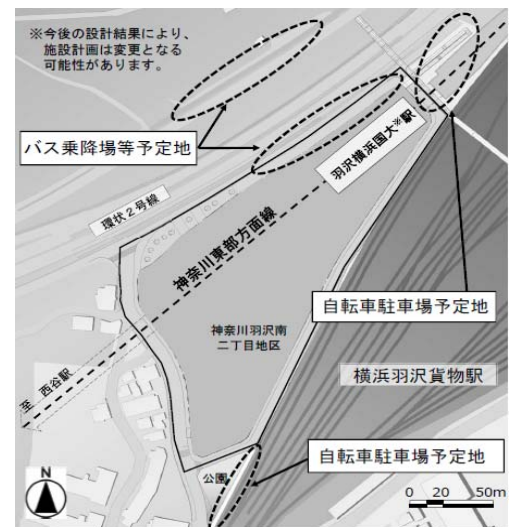 ※今後の設計結果により、
施設計画は変更となる
可能性があります。
バス乗降場等予定地
羽沢横浜国大※駅
環状2号線
神奈川東部方面線
自転車駐車場予定地
神奈川羽沢南
二丁目地区
横浜羽沢貨物駅
至 西谷駅
自転車駐車場予定地
公園
N
0 20 50m